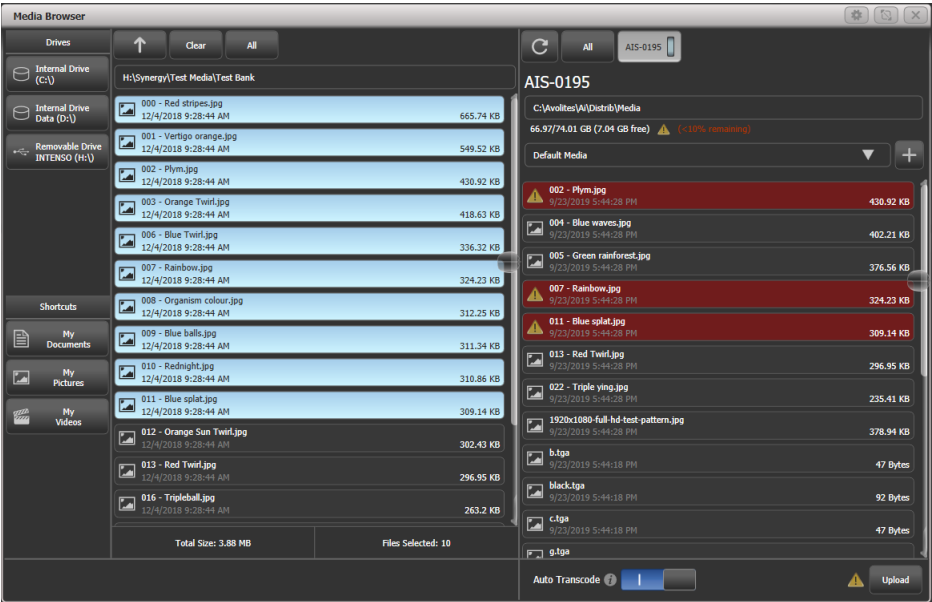 Media Browser
Drives
Internal Drive
(C:\)
Internal Drive
Data (D:\)
Removable Drive
INTENSO (H:\)
Shortcuts
My
Documents
My
Pictures
My
Videos
Clear
All
H:\Synergy\Test Media\Test Bank
000 - Red stripes.jpg
12/4/2018 9:28:44 AM
665.74 KB
001 - Vertigo orange.jpg
12/4/2018 9:28:44 AM
549.52 KB
002 - Plym.jpg
12/4/2018 9:28:44 AM
430.92 KB
003 - Orange Twirl.jpg
12/4/2018 9:28:44 AM
418.63 KB
006 - Blue Twirl.jpg
12/4/2018 9:28:44 AM
336.32 KB
007 - Rainbow.jpg
12/4/2018 9:28:44 AM
324.23 KB
008 - Organism colour.jpg
12/4/2018 9:28:44 AM
312.25 KB
009 - Blue balls.jpg
12/4/2018 9:28:44 AM
311.34 KB
010 - Rednight.jpg
12/4/2018 9:28:44 AM
310.86 KB
011 - Blue splat.jpg
12/4/2018 9:28:44 AM
309.14 KB
012 - Orange Sun Twirl.jpg
12/4/2018 9:28:44 AM
302.43 KB
013 - Red Twirl.jpg
12/4/2018 9:28:44 AM
296.95 KB
016 - Tripleball.jpg
12/4/2018 9:28:44 AM
263.2 KB
Total Size: 3.88 MB
Files Selected: 10
All
AIS-0195
AIS-0195
C:\Avolites\Ai\Distrib\Media
66.97/74.01 GB (7.04 GB free) (<10% remaining)
Default Media
002 - Plym.jpg
9/23/2019 5:44:28 PM
430.92 KB
004 - Blue waves.jpg
9/23/2019 5:44:28 PM
402.21 KB
005 - Green rainforest.jpg
9/23/2019 5:44:28 PM
376.56 KB
007 - Rainbow.jpg
9/23/2019 5:44:28 PM
324.23 KB
011 - Blue splat.jpg
9/23/2019 5:44:28 PM
309.14 KB
013 - Red Twirl.jpg
9/23/2019 5:44:28 PM
296.95 KB
022 - Triple ying.jpg
9/23/2019 5:44:28 PM
235.41 KB
1920x1080-full-hd-test-pattern.jpg
9/23/2019 5:44:28 PM
378.94 KB
b.tga
9/23/2019 5:44:18 PM
47 Bytes
black.tga
9/23/2019 5:44:18 PM
92 Bytes
c.tga
9/23/2019 5:44:18 PM
47 Bytes
g.tga
Auto Transcode
Upload